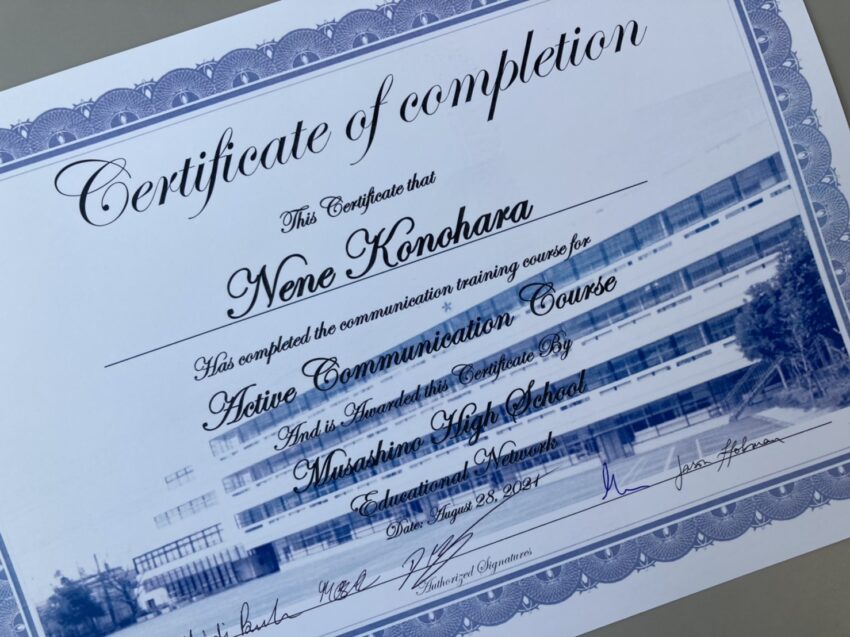 Certificate of completion
This Certificate that
Nene Konohara
Has completed the communication training course for
Active Communication Course
And is Awarded this Certificate By
Musashino High School
Educational Network
Date: August 28, 2021
Jason
Authorized Signatures